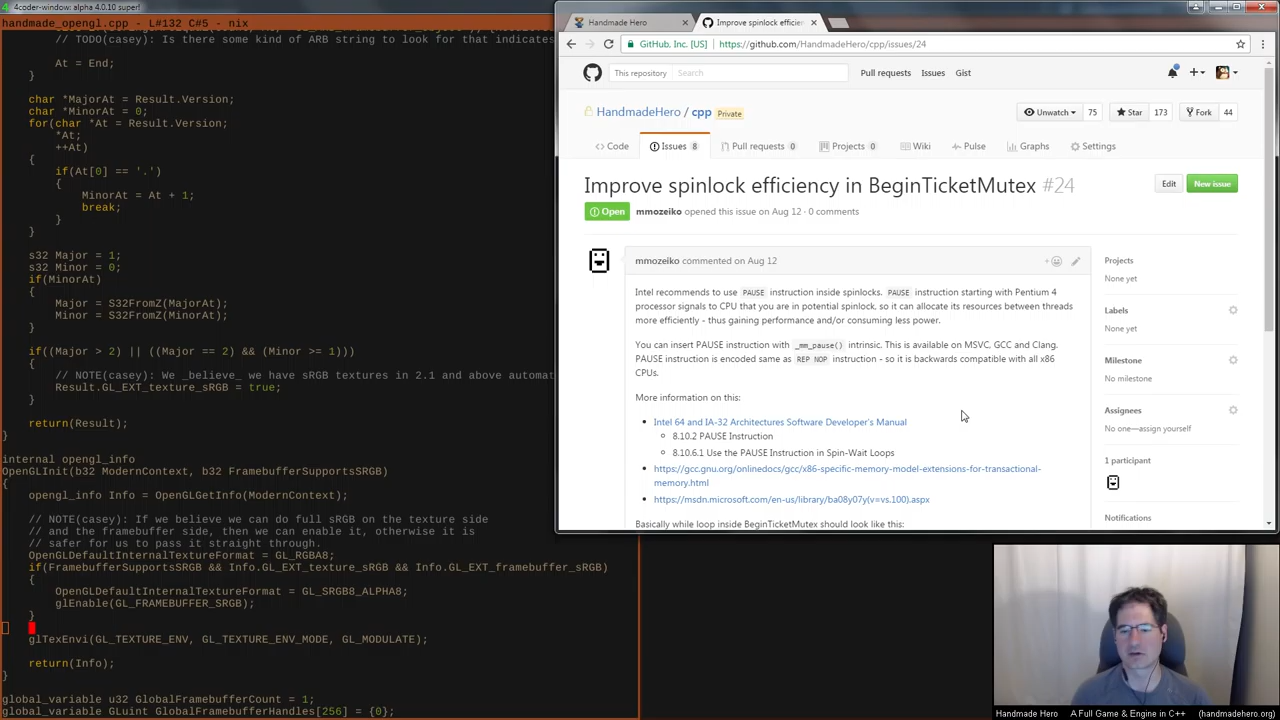 4coder-window: alpha 4.0.10 super!
handmade_opengl.cpp - L#132 C#5 - nix
// TODO(casey): Is there some kind of ARB string to look for that indicates
At = End;
}
char *MajorAt = Result.Version;
char *MinorAt = 0;
for(char *At = Result.Version;
*At;
++At)
{
if(At[0] == '.')
{
MinorAt = At + 1;
break;
}
}
s32 Major = 1;
s32 Minor = 0;
if(MinorAt)
{
Major = S32FromZ(MajorAt);
Minor = S32FromZ(MinorAt);
}
if((Major > 2) || ((Major == 2) && (Minor >= 1)))
{
// NOTE(casey): We _believe_ we have sRGB textures in 2.1 and above automat
Result.GL_EXT_texture_sRGB = true;
}
return(Result);
}
internal opengl_info
OpenGLInit(b32 ModernContext, b32 FramebufferSupportsSRGB)
{
opengl_info Info = OpenGLGetInfo(ModernContext);
// NOTE(casey): If we believe we can do full sRGB on the texture side
// and the framebuffer side, then we can enable it, otherwise it is
// safer for us to pass it straight through.
OpenGLDefaultInternalTextureFormat = GL_RGBA8;
if(FramebufferSupportsSRGB && Info.GL_EXT_texture_sRGB && Info.GL_EXT_framebuffer_sRGB)
{
OpenGLDefaultInternalTextureFormat = GL_SRGB8_ALPHA8;
glEnable(GL_FRAMEBUFFER_SRGB);
}
glTexEnvi(GL_TEXTURE_ENV, GL_TEXTURE_ENV_MODE, GL_MODULATE);
return(Info);
}
global_variable u32 GlobalFramebufferCount = 1;
global_variable GLuint GlobalFramebufferHandles[256] = {0};
Handmade Hero
Improve spinlock efficien
GitHub, Inc. [US]
https://github.com/HandmadeHero/cpp/issues/24
This repository Search
Pull requests Issues Gist
HandmadeHero / cpp Private
Unwatch 75 Star 173 Fork 44
Code Issues 8 Pull requests 0 Projects 0 Wiki Pulse Graphs Settings
Improve spinlock efficiency in BeginTicketMutex #24
Edit New issue
Open mmozeiko opened this issue on Aug 12 · 0 comments
mmozeiko commented on Aug 12
Intel recommends to use PAUSE instruction inside spinlocks. PAUSE instruction starting with Pentium 4
processor signals to CPU that you are in potential spinlock, so it can allocate its resources between threads
more efficiently - thus gaining performance and/or consuming less power.
You can insert PAUSE instruction with _mm_pause() intrinsic. This is available on MSVC, GCC and Clang.
PAUSE instruction is encoded same as REP NOP instruction - so it is backwards compatible with all x86
CPUs.
More information on this:
Intel 64 and IA-32 Architectures Software Developer's Manual
8.10.2 PAUSE Instruction
8.10.6.1 Use the PAUSE Instruction in Spin-Wait Loops
https://gcc.gnu.org/onlinedocs/gcc/x86-specific-memory-model-extensions-for-transactional-
memory.html
https://msdn.microsoft.com/en-us/library/ba08y07y(v=vs.100).aspx
Basically while loop inside BeginTicketMutex should look like this:
Projects
None yet
Labels
None yet
Milestone
No milestone
Assignees
No one—assign yourself
1 participant
Notifications
Handmade Hero A Full Game & Engine in C++ (handmadehero.org)